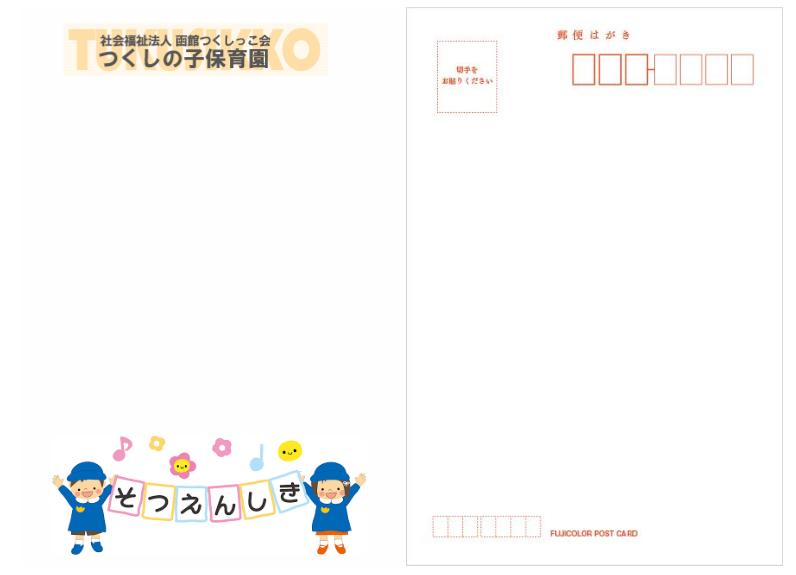 TUKUSIKKO
社会福祉法人 函館つくしっこ会
つくしの子保育園
そつえんしき
郵便はがき
切手を
お貼りください
FUJICOLOR POST CARD